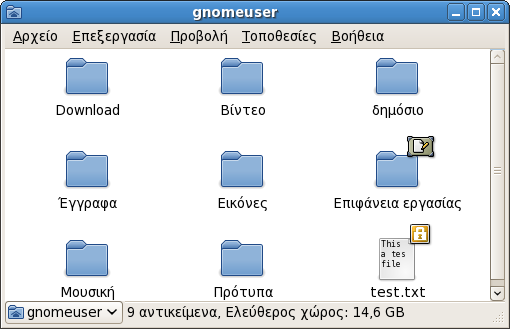 gnomeuser
Αρχείο Επεξεργασία Προβολή Τοποθεσίες Βοήθεια
Download Βίντεο δημόσιο
Έγγραφα Εικόνες Επιφάνεια εργασίας
This
a tes
file
Μουσική Πρότυπα test.txt
gnomeuser 9 αντικείμενα, Ελεύθερος χώρος: 14,6 GB